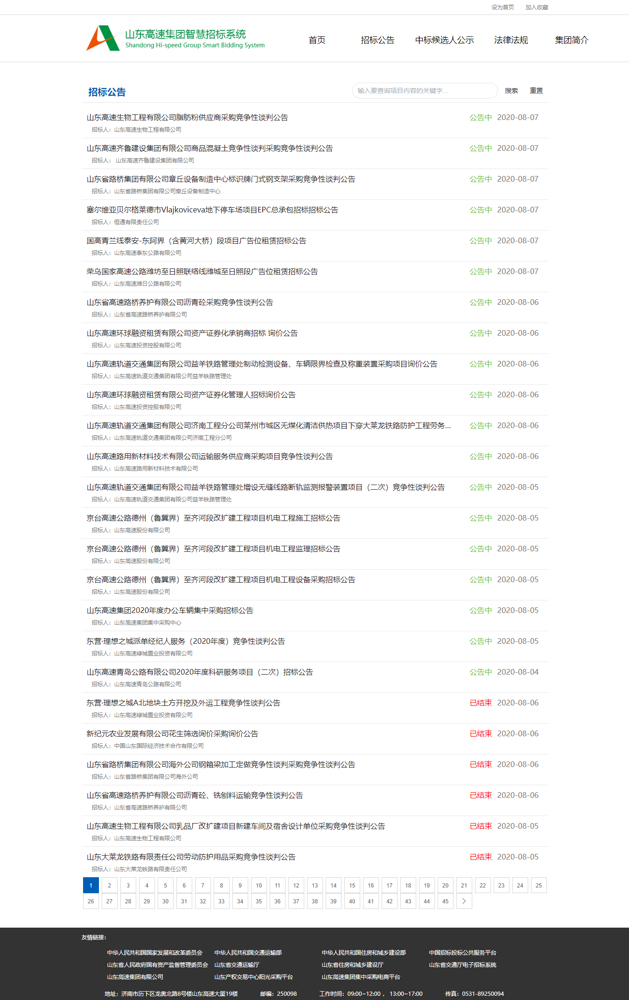 设为首页 加入收藏
山东高速集团智慧招标系统
Shandong Hi-speed Group Smart Bidding System
首页 招标公告 中标候选人公示 法律法规 集团简介
招标公告 输入要查询项目内容的关键字... 搜索 重置
山东高速生物工程有限公司脂肪粉供应商采购竞争性谈判公告 公告中 2020-08-07
招标人：山东高速生物工程有限公司
山东高速齐鲁建设集团有限公司商品混凝土竞争性谈判采购竞争性谈判公告 公告中 2020-08-07
招标人： 山东高速齐鲁建设集团有限公司
山东省路桥集团有限公司章丘设备制造中心标识牌门式钢支架采购竞争性谈判公告 公告中 2020-08-07
招标人：山东省路桥集团有限公司章丘设备制造中心
塞尔维亚贝尔格莱德市Vlajkoviceva地下停车场项目EPC总承包招标招标公告 公告中 2020-08-07
招标人：恒通有限责任公司
国高青兰线泰安-东阿界（含黄河大桥）段项目广告位租赁招标公告 公告中 2020-08-07
招标人：山东高速泰东公路有限公司
荣乌国家高速公路潍坊至日照联络线潍城至日照段广告位租赁招标公告 公告中 2020-08-07
招标人：山东高速潍日公路有限公司
山东省高速路桥养护有限公司沥青砼采购竞争性谈判公告 公告中 2020-08-06
招标人：山东省高速路桥养护有限公司
山东高速环球融资租赁有限公司资产证券化承销商招标 询价公告 公告中 2020-08-06
招标人：山东高速投资控股有限公司
山东高速轨道交通集团有限公司益羊铁路管理处制动检测设备、车辆限界检查及称重装置采购项目询价公告 公告中 2020-08-06
招标人：山东高速轨道交通集团有限公司益羊铁路管理处
山东高速环球融资租赁有限公司资产证券化管理人招标询价公告 公告中 2020-08-06
招标人：山东高速投资控股有限公司
山东高速轨道交通集团有限公司济南工程分公司莱州市城区无煤化清洁供热项目下穿大莱龙铁路防护工程劳务... 公告中 2020-08-06
招标人：山东高速轨道交通集团有限公司济南工程分公司
山东高速路用新材料技术有限公司运输服务供应商采购项目竞争性谈判公告 公告中 2020-08-06
招标人：山东高速路用新材料技术有限公司
山东高速轨道交通集团有限公司益羊铁路管理处增设无缝线路断轨监测报警装置项目（二次）竞争性谈判公告 公告中 2020-08-05
招标人：山东高速轨道交通集团有限公司益羊铁路管理处
京台高速公路德州（鲁冀界）至齐河段改扩建工程项目机电工程施工招标公告 公告中 2020-08-05
招标人：山东高速股份有限公司
京台高速公路德州（鲁冀界）至齐河段改扩建工程项目机电工程监理招标公告 公告中 2020-08-05
招标人：山东高速股份有限公司
京台高速公路德州（鲁冀界）至齐河段改扩建工程项目机电工程设备采购招标公告 公告中 2020-08-05
招标人：山东高速股份有限公司
山东高速集团2020年度办公车辆集中采购招标公告 公告中 2020-08-05
招标人：山东高速集团集中采购中心
东营·理想之城派单经纪人服务（2020年度）竞争性谈判公告 公告中 2020-08-05
招标人：山东高速绿城置业投资有限公司
山东高速青岛公路有限公司2020年度科研服务项目（二次）招标公告 公告中 2020-08-04
招标人：山东高速青岛公路有限公司
东营·理想之城A北地块土方开挖及外运工程竞争性谈判公告 已结束 2020-08-06
招标人：山东高速绿城置业投资有限公司
新纪元农业发展有限公司花生筛选询价采购询价公告 已结束 2020-08-06
招标人：中国山东国际经济技术合作有限公司
山东省路桥集团有限公司海外公司钢箱梁加工定做竞争性谈判采购竞争性谈判公告 已结束 2020-08-06
招标人：山东省路桥集团有限公司海外公司
山东省高速路桥养护有限公司沥青砼、铣刨料运输竞争性谈判公告 已结束 2020-08-06
招标人：山东省高速路桥养护有限公司
山东高速生物工程有限公司乳品厂改扩建项目新建车间及宿舍设计单位采购竞争性谈判公告 已结束 2020-08-05
招标人：山东高速生物工程有限公司
山东大莱龙铁路有限责任公司劳动防护用品采购竞争性谈判公告 已结束 2020-08-05
招标人：山东大莱龙铁路有限责任公司
1 2 3 4 5 6 7 8 9 10 11 12 13 14 15 16 17 18 19 20 21 22 23 24 25
26 27 28 29 30 31 32 33 34 35 36 37 38 39 40 41 42 43 44 45 >
友情链接：
中华人民共和国国家发展和改革委员会 中华人民共和国交通运输部 中华人民共和国住房和城乡建设部 中国招标投标公共服务平台
山东省人民政府国有资产监督管理委员会 山东省交通运输厅 山东省住房和城乡建设厅 山东省交通厅电子招标系统
山东高速集团有限公司 山东产权交易中心阳光采购平台 山东高速集团集中采购电商平台
地址：济南市历下区龙奥北路8号楼山东高速大厦19楼 邮编：250098 工作时间：09:00~12:00 ， 13:00~17:00 传真：0531-89250094